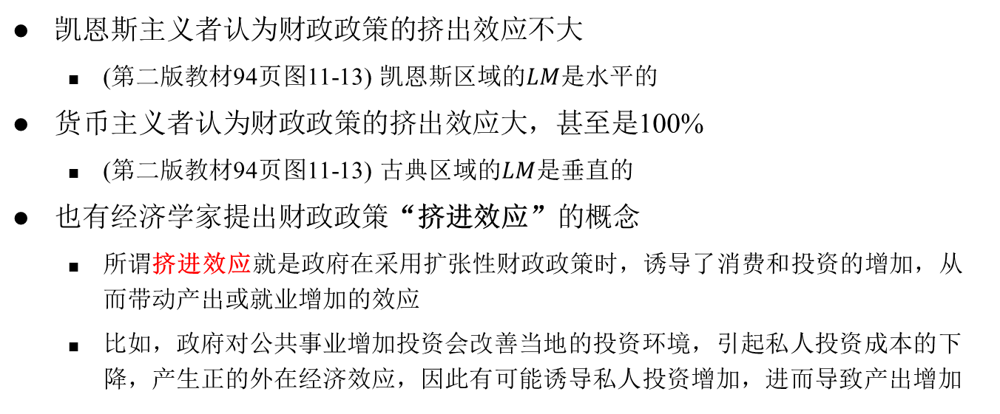 ● 凯恩斯主义者认为财政政策的挤出效应不大
■ (第二版教材94页图11-13) 凯恩斯区域的LM是水平的
● 货币主义者认为财政政策的挤出效应大，甚至是100%
■ (第二版教材94页图11-13) 古典区域的LM是垂直的
● 也有经济学家提出财政政策“挤进效应”的概念
■ 所谓挤进效应就是政府在采用扩张性财政政策时，诱导了消费和投资的增加，从
而带动产出或就业增加的效应
■ 比如，政府对公共事业增加投资会改善当地的投资环境，引起私人投资成本的下
降，产生正的外在经济效应，因此有可能诱导私人投资增加，进而导致产出增加